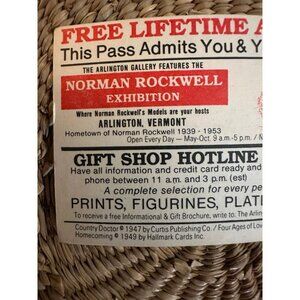 FREE LIFETIME A
This Pass Admits You & Y
THE ARLINGTON GALLERY FEATURES THE
NORMAN ROCKWELL
EXHIBITION
Where Norman Rockwell's Models are your hosts
ARLINGTON, VERMONT
Hometown of Norman Rockwell 1939 - 1953
Open Every Day — May-Oct. 9 a.m.-5 p.m. / N
GIFT SHOP HOTLINE
Have all information and credit card ready and
phone between 11 a.m. and 3 p.m. (est)
A complete selection for every pe
PRINTS, FIGURINES, PLAT
To receive a free Informational & Gift Brochure, write to: The Arling
Country Doctor © 1947 by Curtis Publishing Co. / Four Ages of Lov
Homecoming © 1949 by Hallmark Cards Inc.